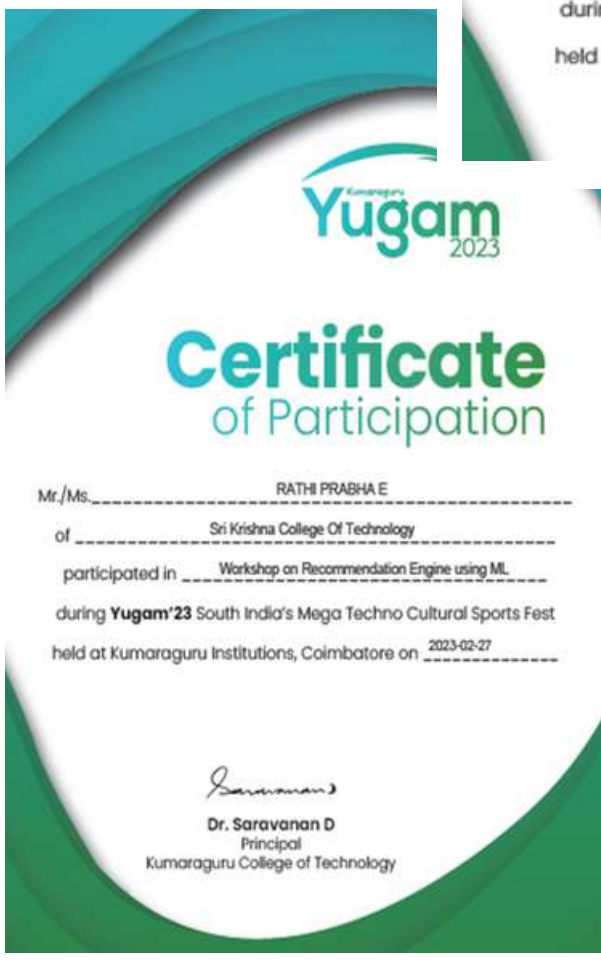 durin
held
Kumaraguru
Yugam
2023
Certificate
of Participation
Mr./Ms. RATHI PRABHA E
of Sri Krishna College Of Technology
participated in Workshop on Recommendation Engine using ML
during Yugam'23 South India's Mega Techno Cultural Sports Fest
held at Kumaraguru Institutions, Coimbatore on 2023-02-27
Saravanan D
Dr. Saravanan D
Principal
Kumaraguru College of Technology